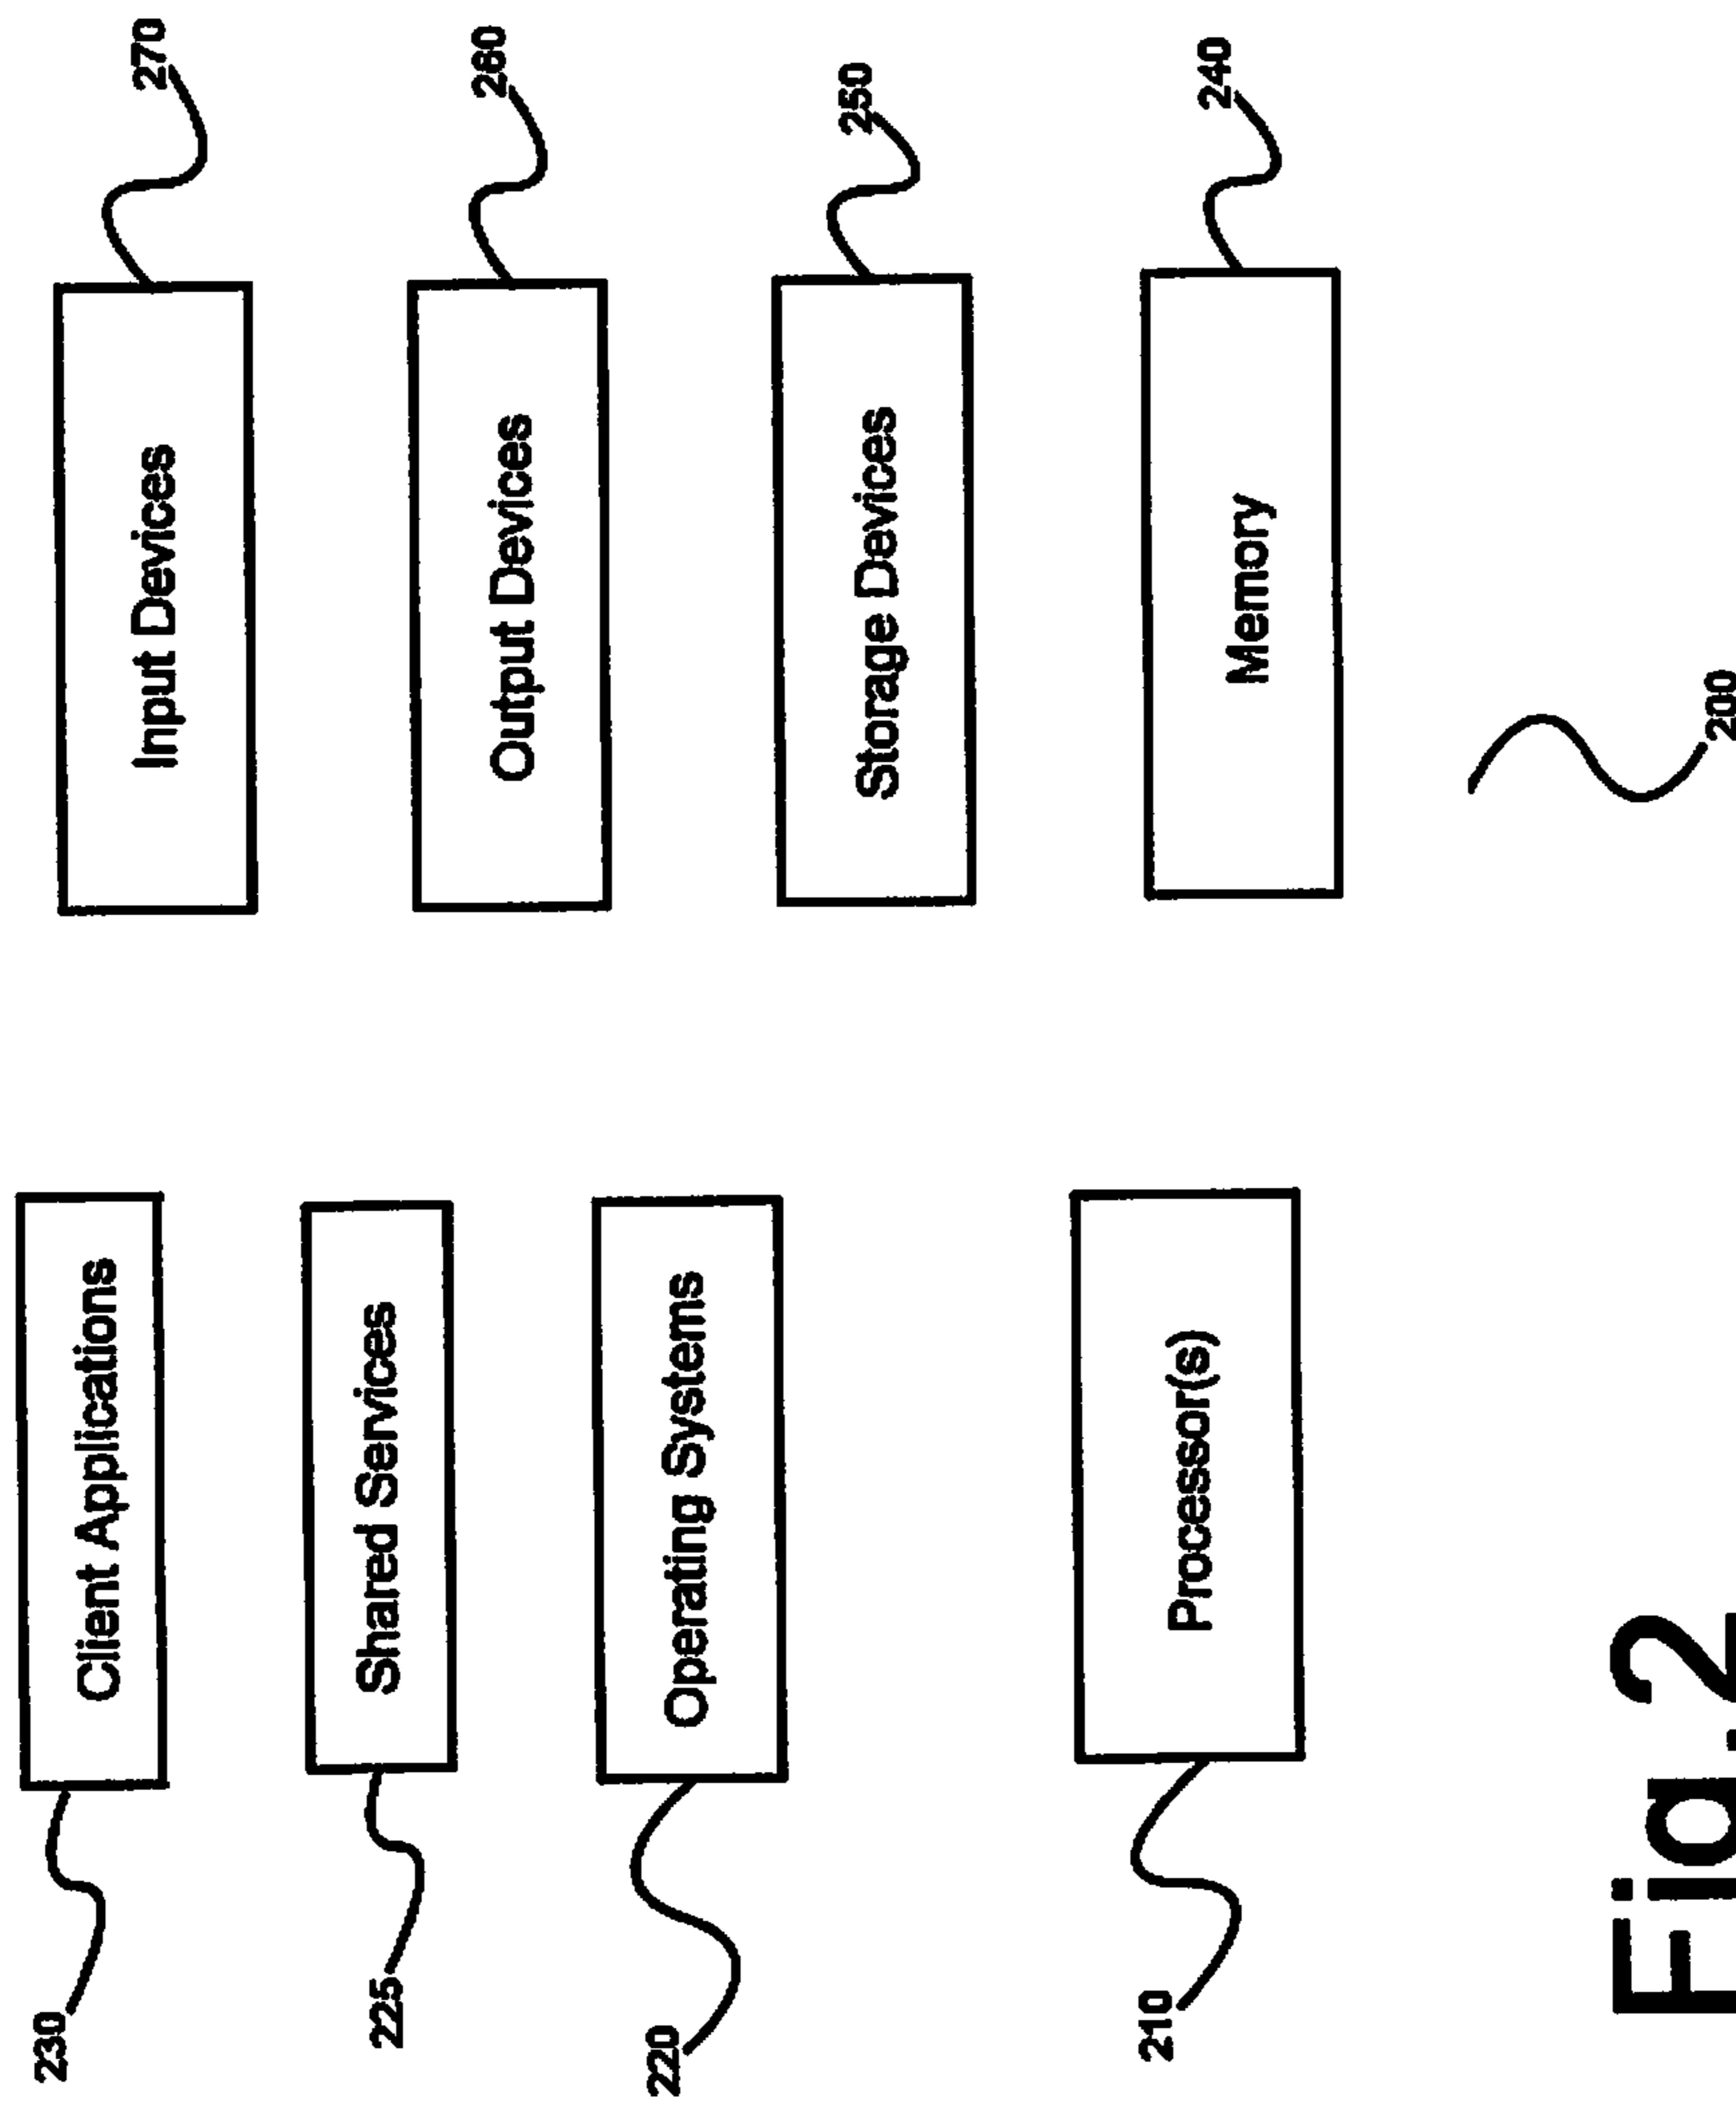 230
Client Applications
Input Devices
270
225
Shared Services
Output Devices
260
220
Operating Systems
Storage Devices
250
210
Processor(s)
Memory
240
200
Fig. 2